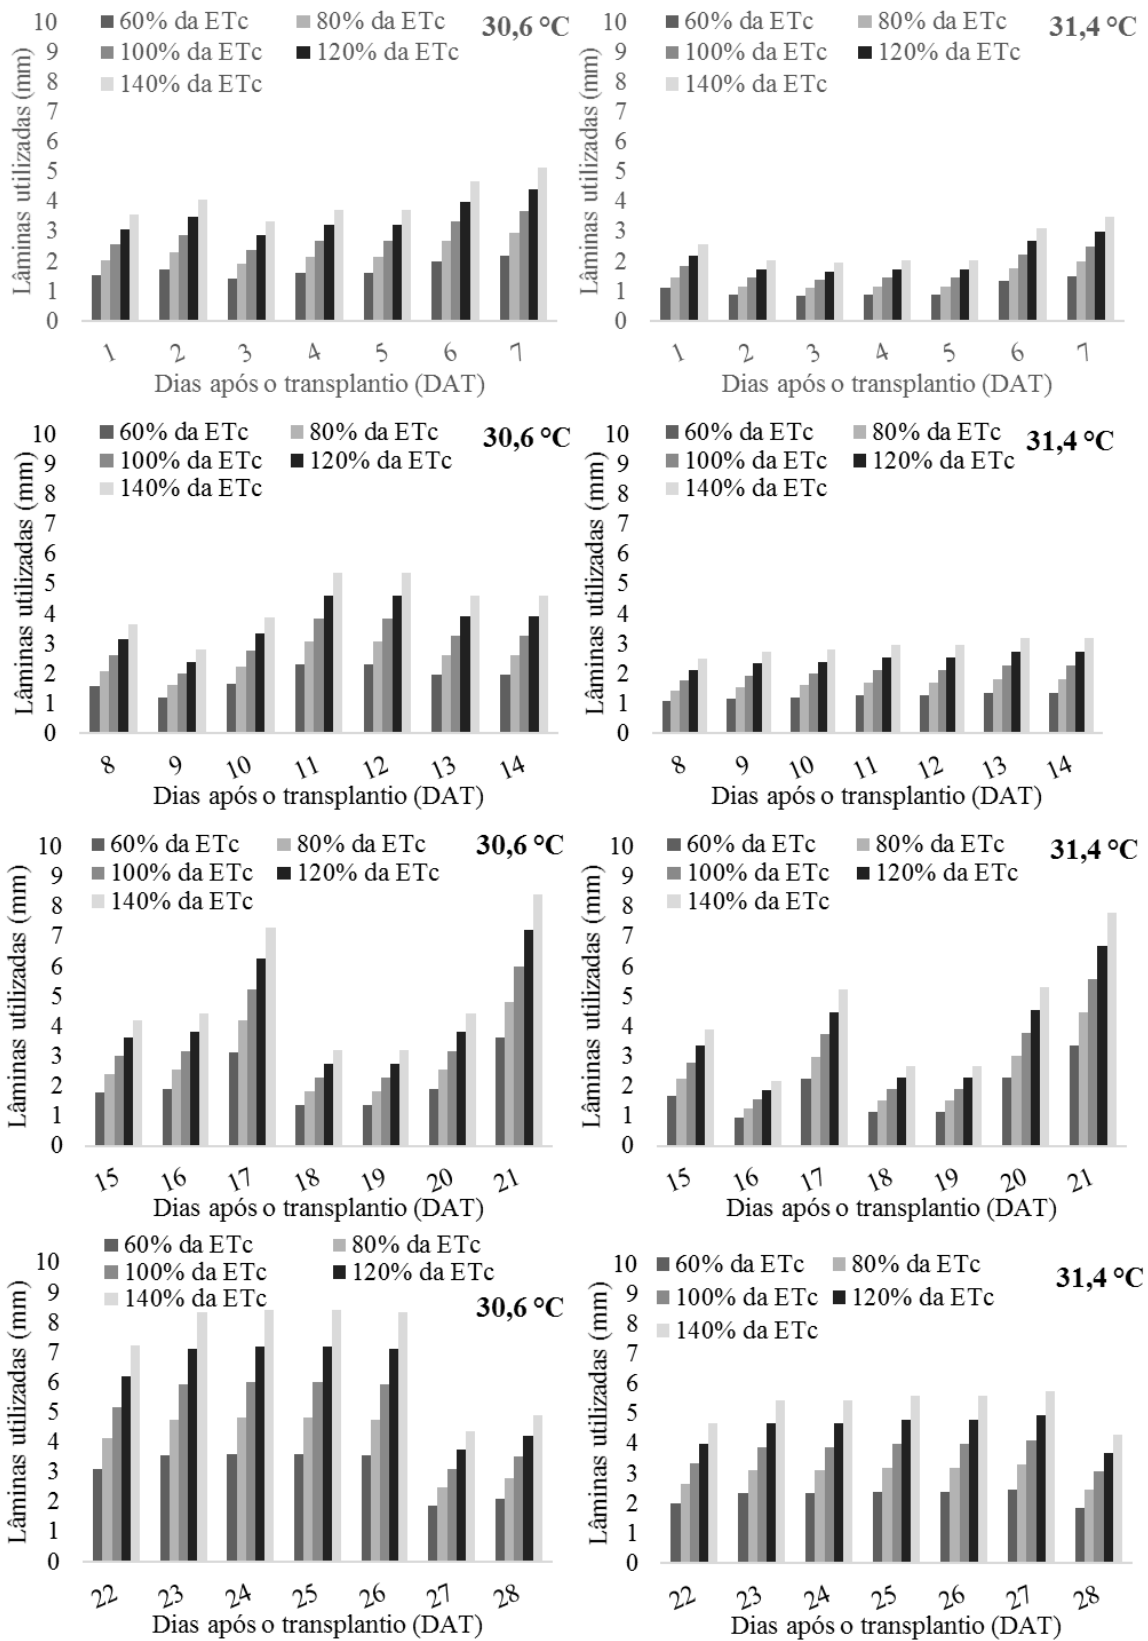 60% da ETc 80% da ETc 30,6 °C
100% da ETc 120% da ETc
140% da ETc
Lâminas utilizadas (mm)
10
9
8
7
6
5
4
3
2
1
0
1 2 3 4 5 6 7
Dias após o transplantio (DAT)
60% da ETc 80% da ETc 31,4 °C
100% da ETc 120% da ETc
140% da ETc
Lâminas utilizadas (mm)
10
9
8
7
6
5
4
3
2
1
0
1 2 3 4 5 6 7
Dias após o transplantio (DAT)
60% da ETc 80% da ETc 30,6 °C
100% da ETc 120% da ETc
140% da ETc
Lâminas utilizadas (mm)
10
9
8
7
6
5
4
3
2
1
0
8 9 10 11 12 13 14
Dias após o transplantio (DAT)
60% da ETc 80% da ETc 31,4 °C
100% da ETc 120% da ETc
140% da ETc
Lâminas utilizadas (mm)
10
9
8
7
6
5
4
3
2
1
0
8 9 10 11 12 13 14
Dias após o transplantio (DAT)
60% da ETc 80% da ETc 30,6 °C
100% da ETc 120% da ETc
140% da ETc
Lâminas utilizadas (mm)
10
9
8
7
6
5
4
3
2
1
0
15 16 17 18 19 20 21
Dias após o transplantio (DAT)
60% da ETc 80% da ETc 31,4 °C
100% da ETc 120% da ETc
140% da ETc
Lâminas utilizadas (mm)
10
9
8
7
6
5
4
3
2
1
0
15 16 17 18 19 20 21
Dias após o transplantio (DAT)
60% da ETc 80% da ETc
100% da ETc 120% da ETc
140% da ETc 30,6 °C
Lâminas utilizadas (mm)
10
9
8
7
6
5
4
3
2
1
0
22 23 24 25 26 27 28
Dias após o transplantio (DAT)
60% da ETc 80% da ETc 31,4 °C
100% da ETc 120% da ETc
140% da ETc
Lâminas utilizadas (mm)
10
9
8
7
6
5
4
3
2
1
0
22 23 24 25 26 27 28
Dias após o transplantio (DAT)